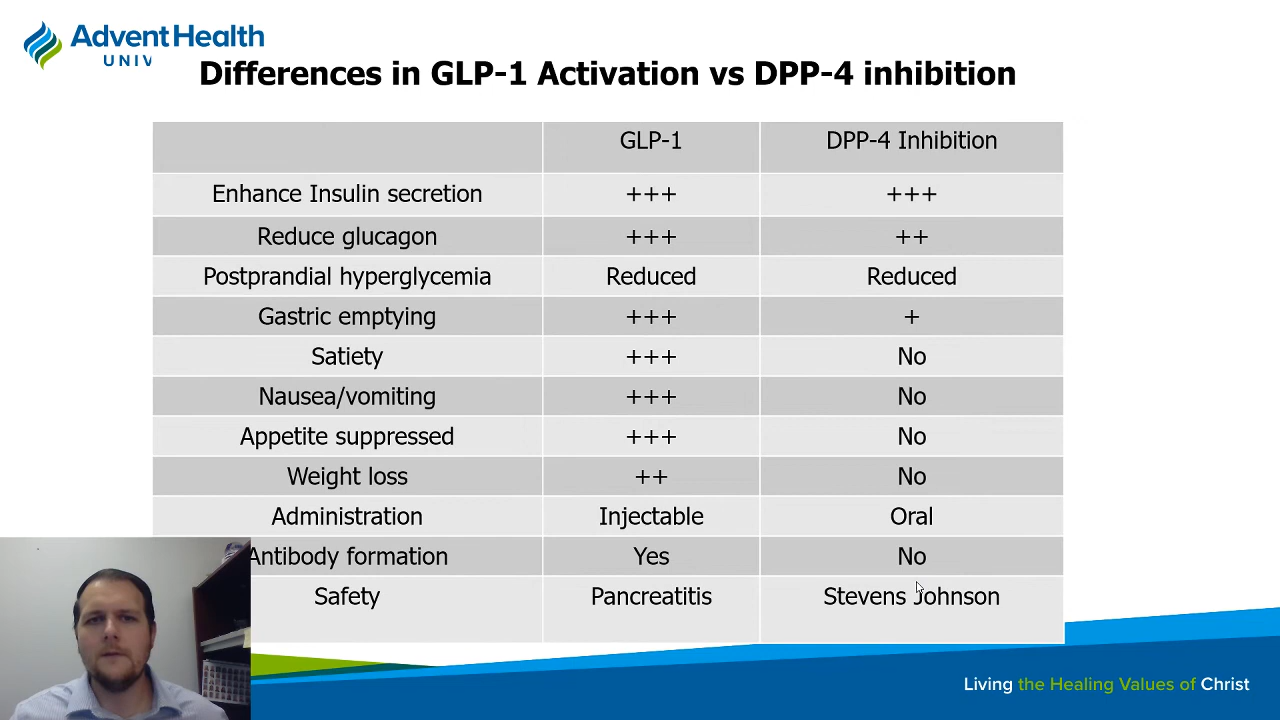 AdventHealth
UNIV
Differences in GLP-1 Activation vs DPP-4 inhibition
GLP-1 DPP-4 Inhibition
Enhance Insulin secretion +++ +++
Reduce glucagon +++ ++
Postprandial hyperglycemia Reduced Reduced
Gastric emptying +++ +
Satiety +++ No
Nausea/vomiting +++ No
Appetite suppressed +++ No
Weight loss ++ No
Administration Injectable Oral
Antibody formation Yes No
Safety Pancreatitis Stevens Johnson
Living the Healing Values of Christ